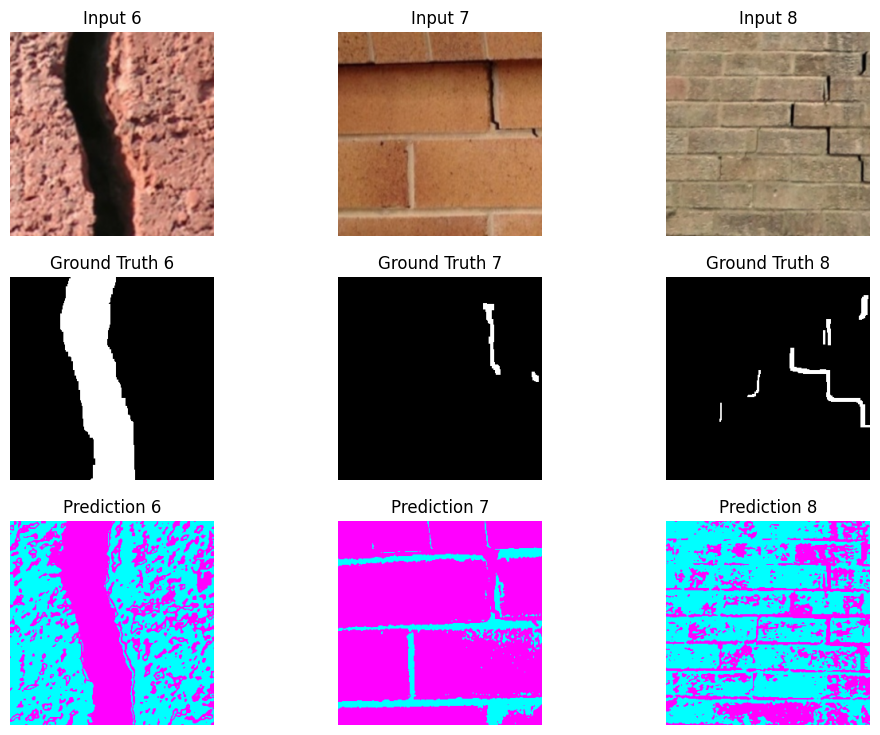 Input 6
Input 7
Input 8
Ground Truth 6
Ground Truth 7
Ground Truth 8
Prediction 6
Prediction 7
Prediction 8